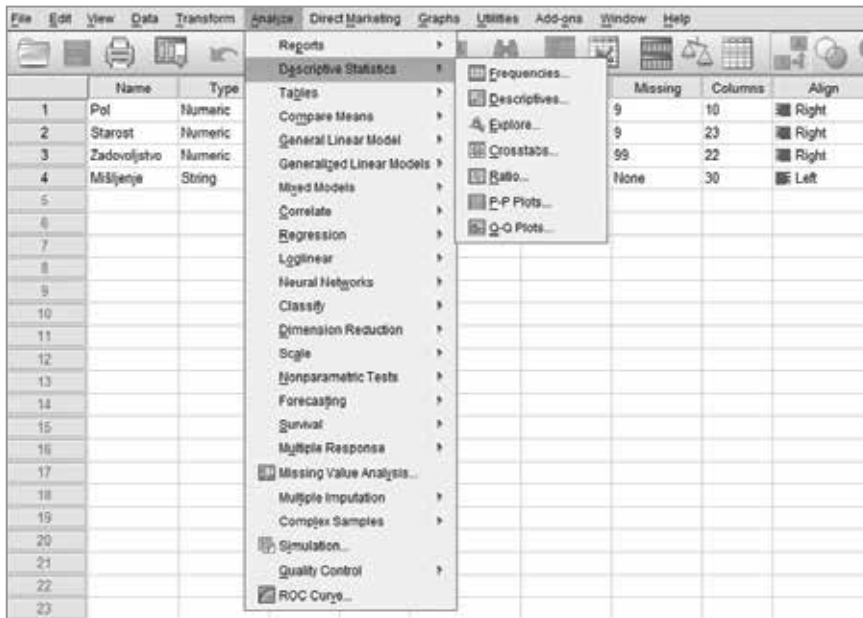 File Edit View Data Transform Analyze Direct Marketing Graphs Utilities Add-ons Window Help
Name Type Missing Columns Align
1 Pol Numeric 9 10 Right
2 Starost Numeric 9 23 Right
3 Zadovoljstvo Numeric 99 22 Right
4 Mišljenje String None 30 Left
5
6
7
8
9
10
11
12
13
14
15
16
17
18
19
20
21
22
23
Reports
Descriptive Statistics
Tables
Compare Means
General Linear Model
Generalized Linear Models
Mixed Models
Correlate
Regression
Loglinear
Neural Networks
Classify
Dimension Reduction
Scale
Nonparametric Tests
Forecasting
Survival
Multiple Response
Missing Value Analysis...
Multiple Imputation
Complex Samples
Simulation...
Quality Control
ROC Curve...
Frequencies...
Descriptives...
Explore...
Crosstabs...
Ratio...
P-P Plots...
Q-Q Plots...